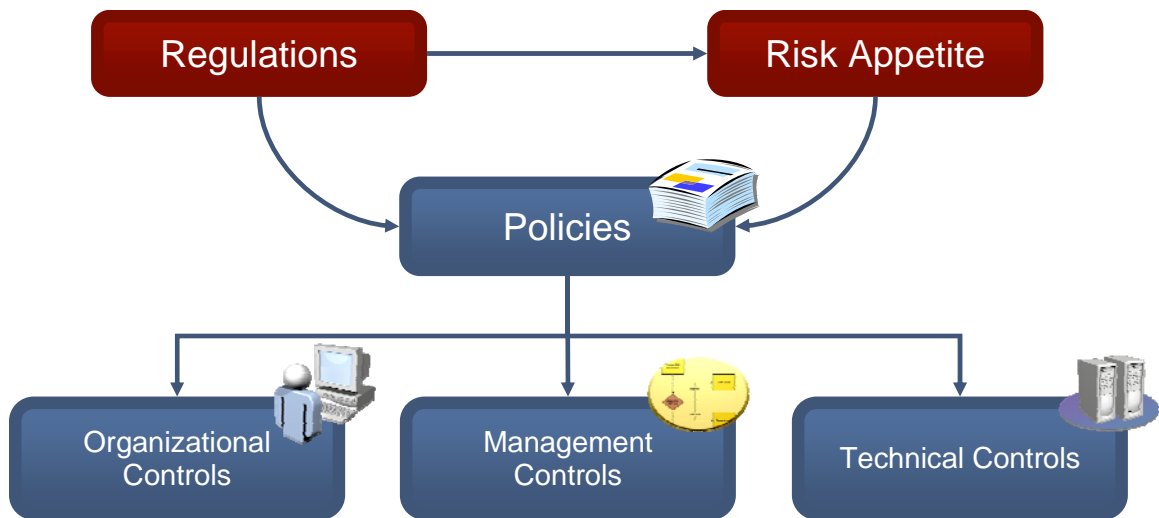 Regulations
Risk Appetite
Policies
Organizational
Controls
Management
Controls
Technical Controls